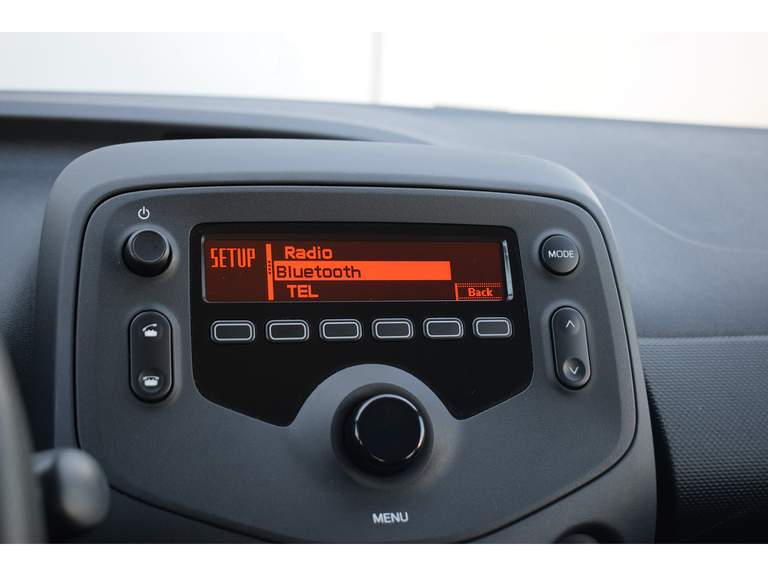 SETUP
Radio
Bluetooth
TEL
Back
MODE
MENU